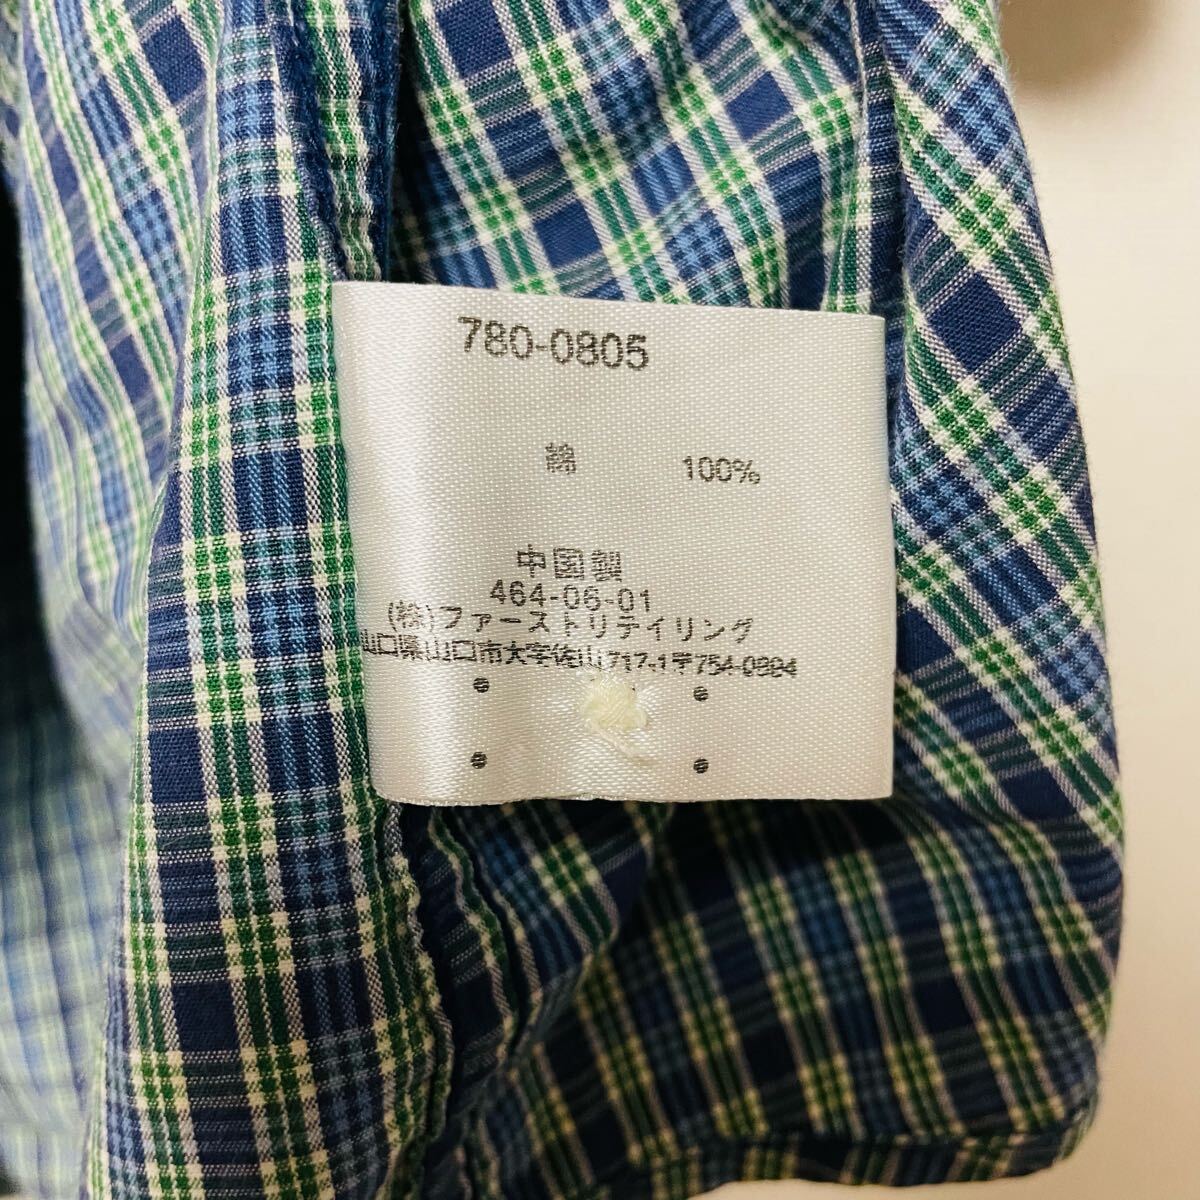 780-0805
綿 100%
中国製
464-06-01
(株)ファーストリテイリング
山口県山口市大字佐山717-1〒754-0894